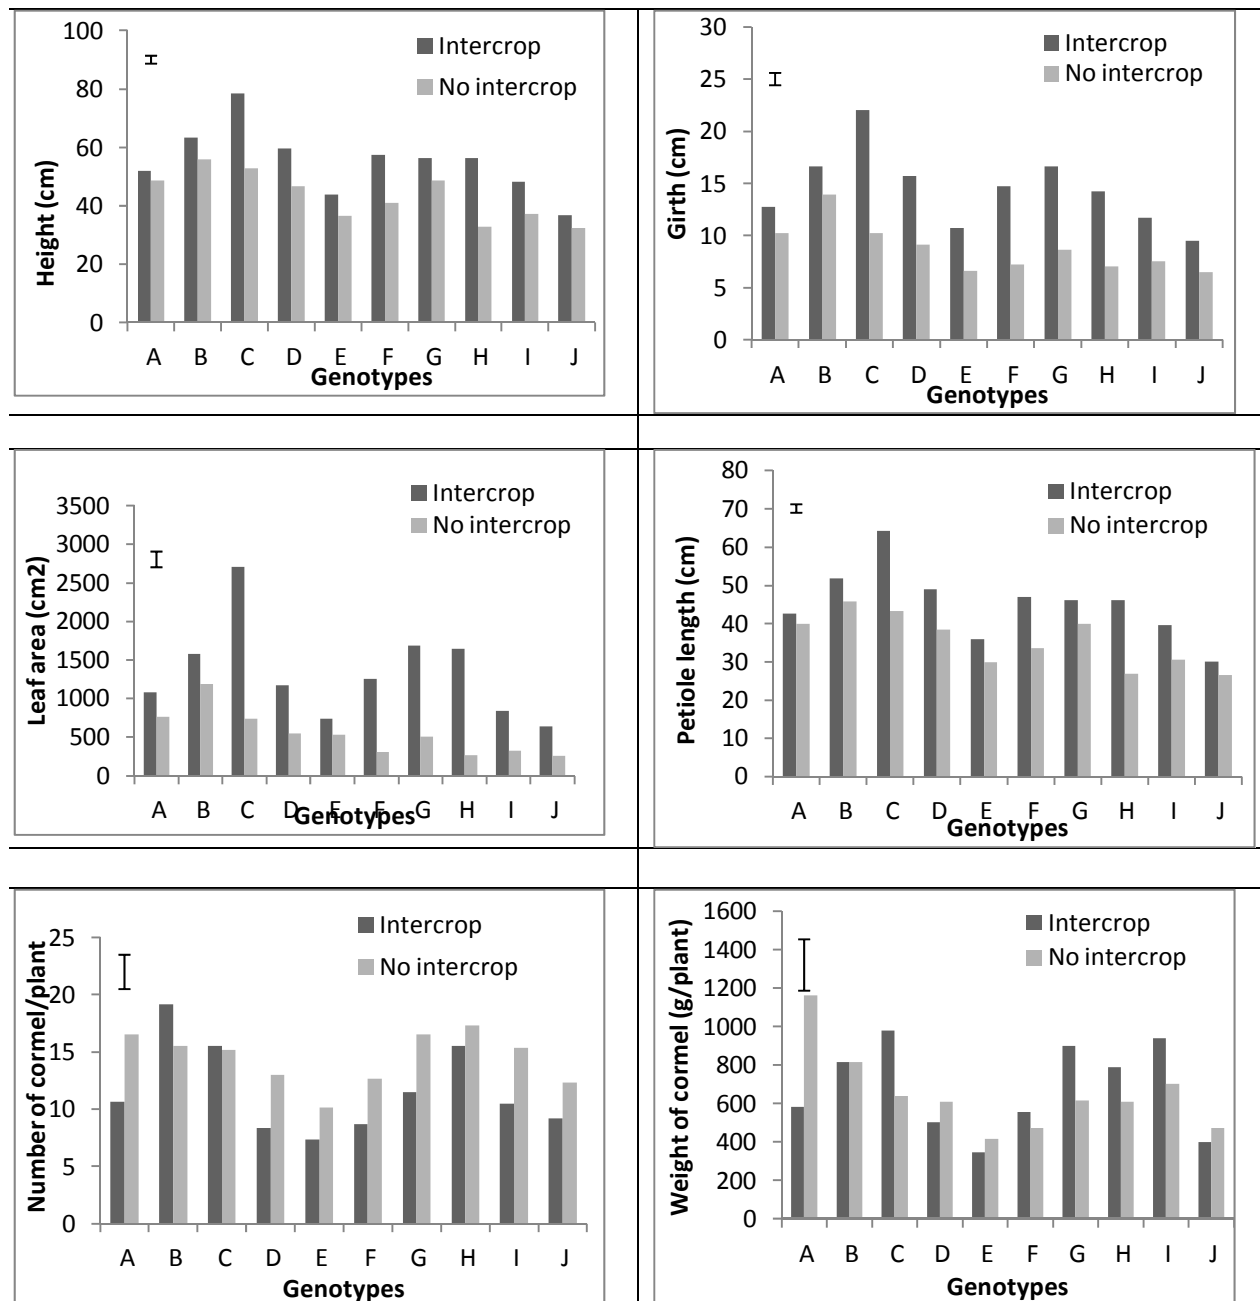 Height (cm)
100
80
60
40
20
0
Intercrop
No intercrop
A B C D E F G H I J
Genotypes
Girth (cm)
30
25
20
15
10
5
0
Intercrop
No intercrop
A B C D E F G H I J
Genotypes
Leaf area (cm2)
3500
3000
2500
2000
1500
1000
500
0
Intercrop
No intercrop
A B C D E F G H I J
Genotypes
Petiole length (cm)
80
70
60
50
40
30
20
10
0
Intercrop
No intercrop
A B C D E F G H I J
Genotypes
Number of cormel/plant
25
20
15
10
5
0
Intercrop
No intercrop
A B C D E F G H I J
Genotypes
Weight of cormel (g/plant)
1600
1400
1200
1000
800
600
400
200
0
Intercrop
No intercrop
A B C D E F G H I J
Genotypes